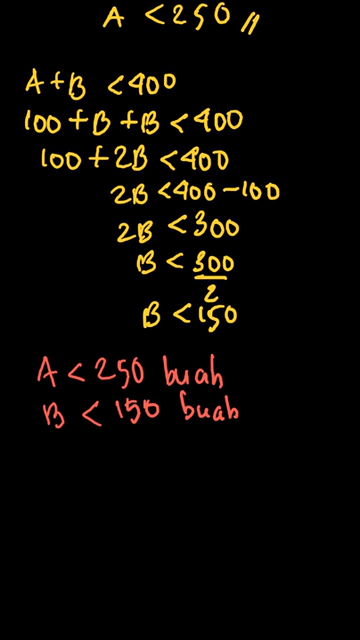 A < 250 //
A + B < 400
100 + B + B < 400
100 + 2B < 400
2B < 400 - 100
2B < 300
B < 300/2
B < 150
A < 250 buah
B < 150 buah